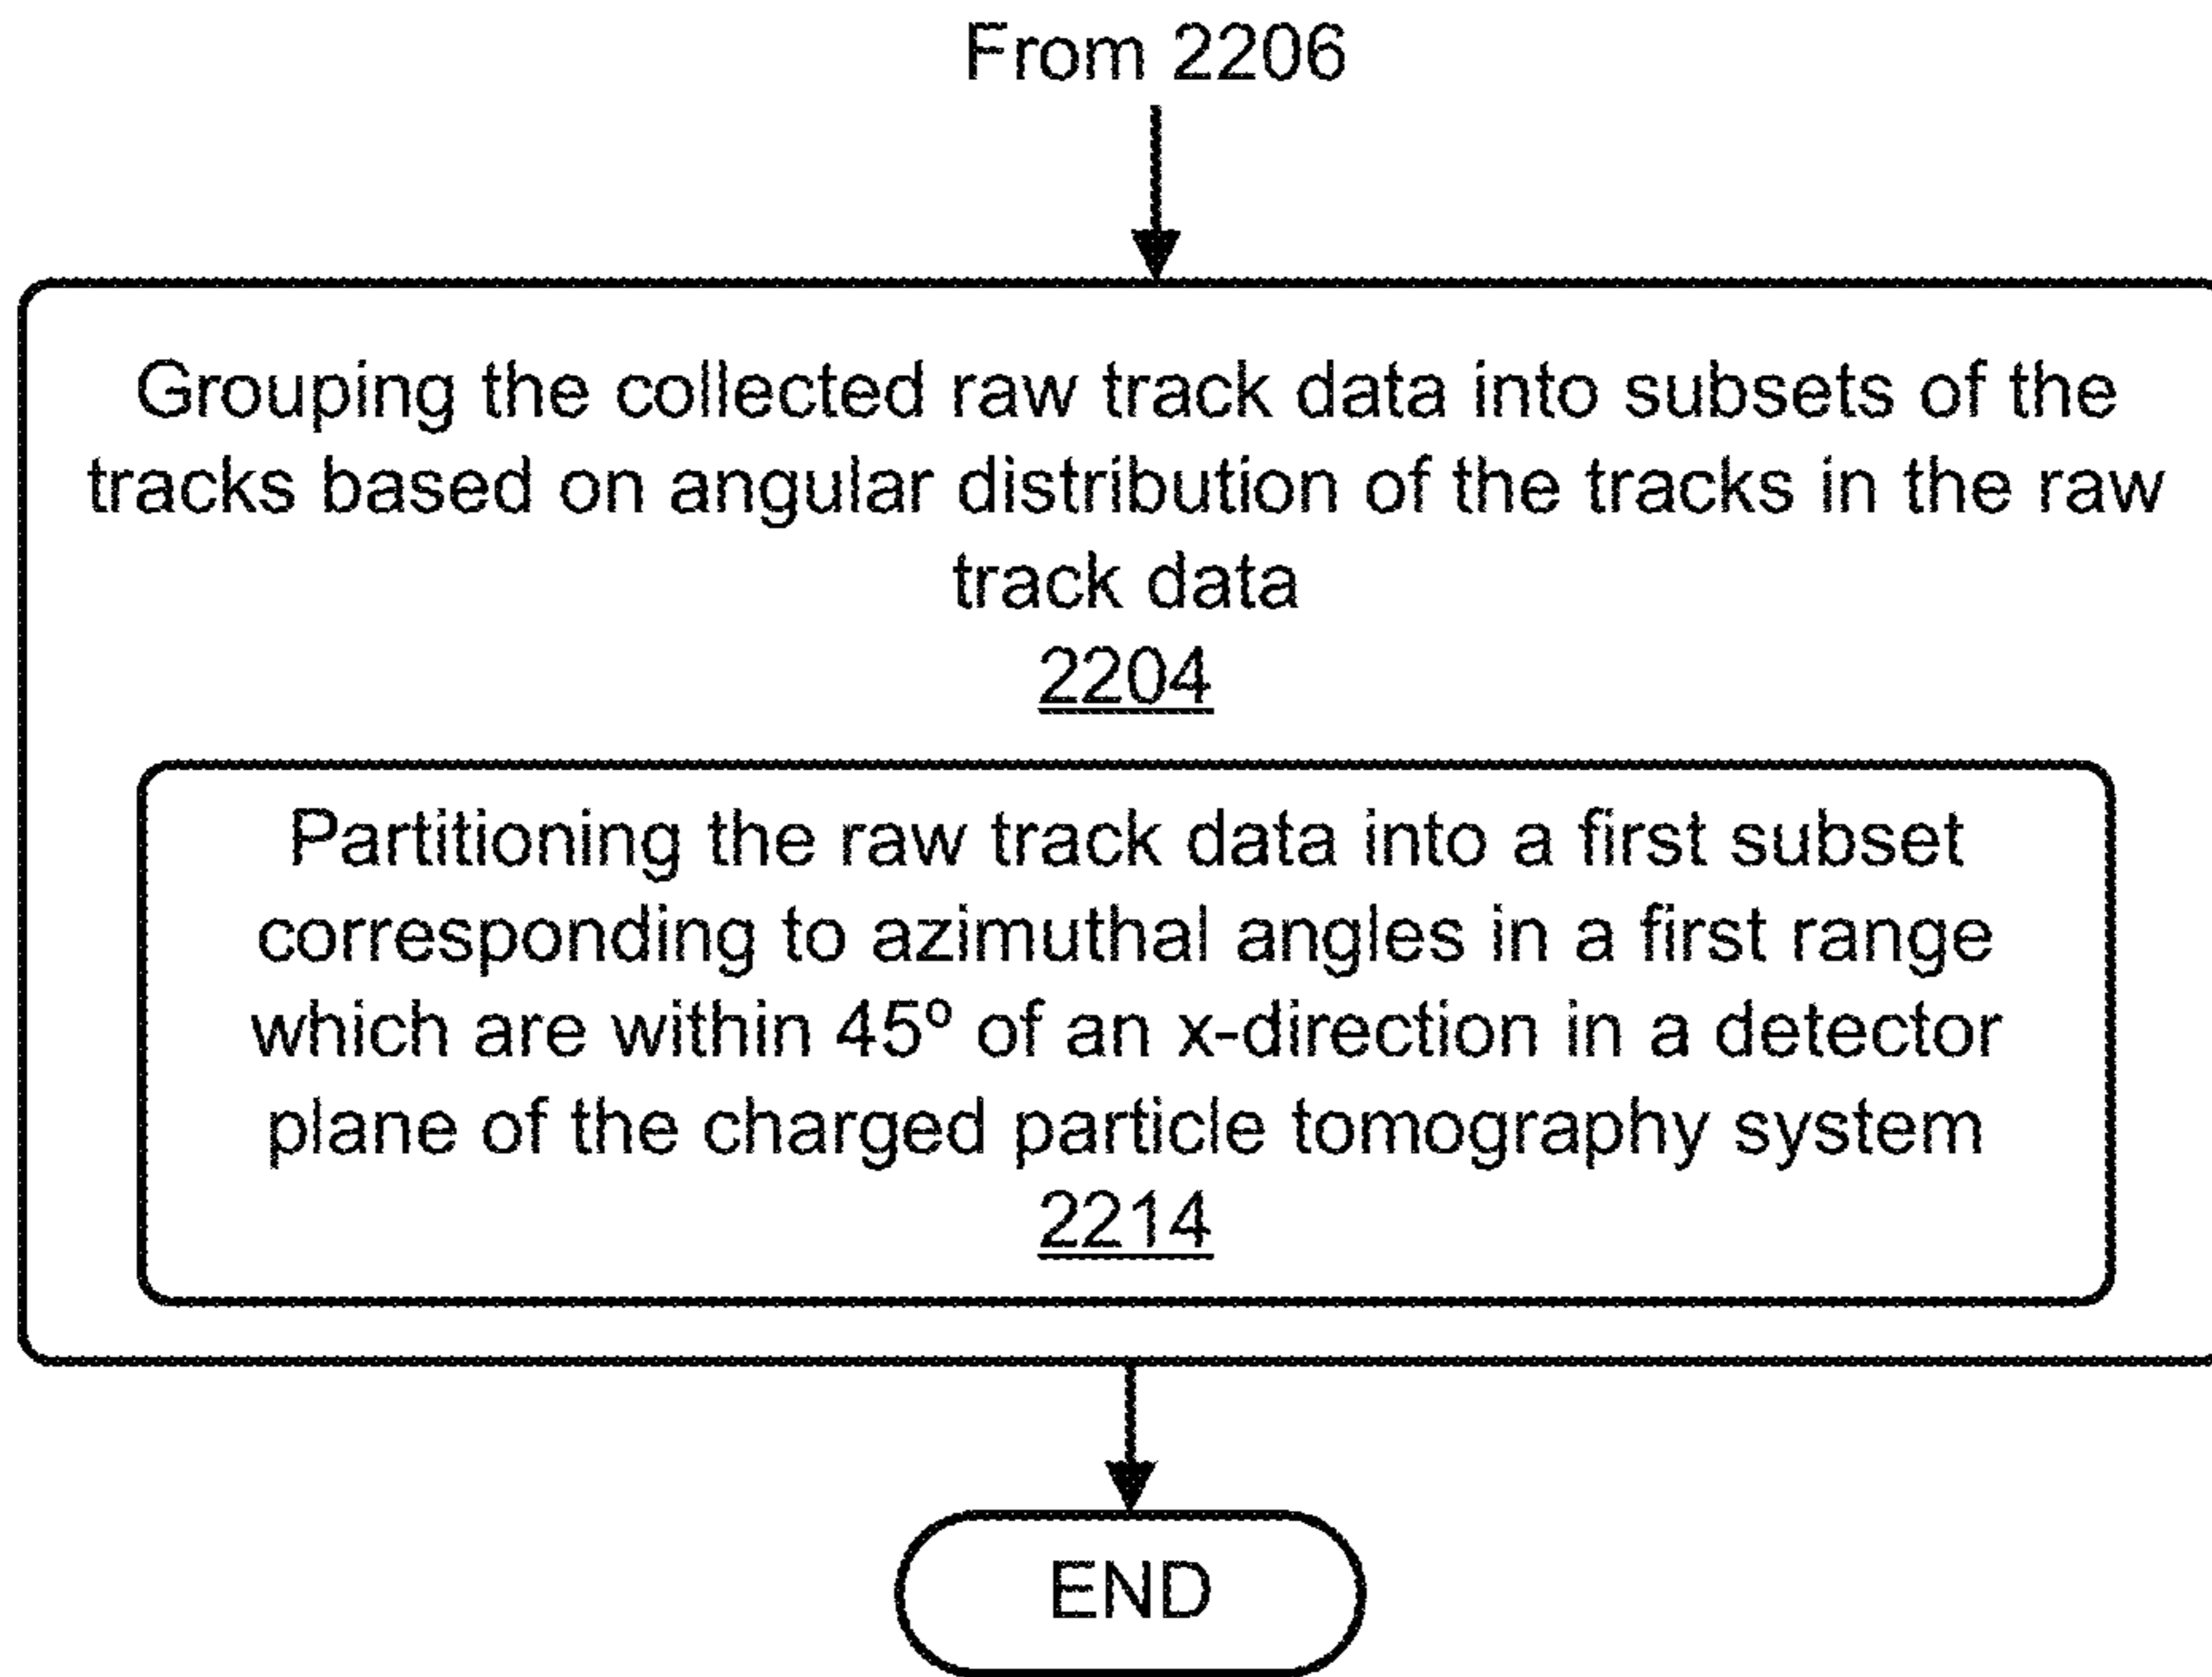 From 2206
Grouping the collected raw track data into subsets of the
tracks based on angular distribution of the tracks in the raw
track data
2204
Partitioning the raw track data into a first subset
corresponding to azimuthal angles in a first range
which are within 45º of an x-direction in a detector
plane of the charged particle tomography system
2214
END